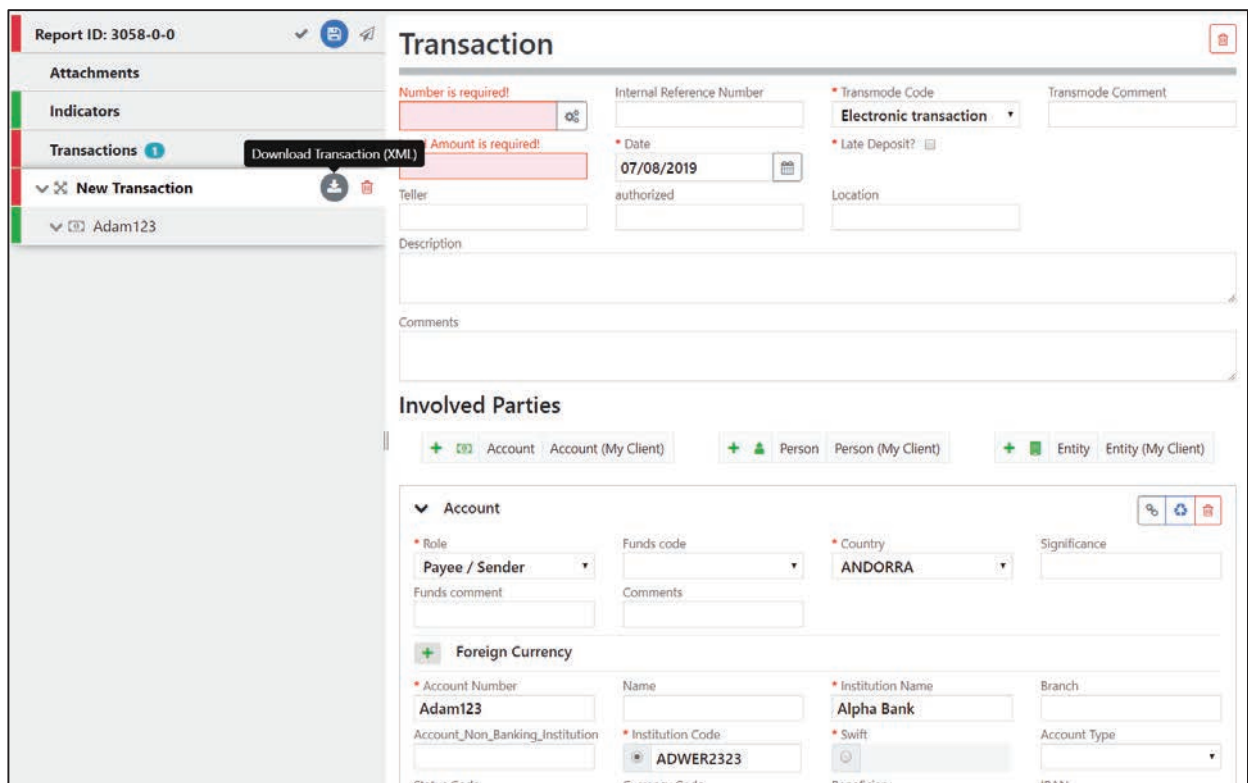 Report ID: 3058-0-0
Attachments
Indicators
Transactions 1
Download Transaction (XML)
New Transaction
Adam123
Transaction
Number is required! Internal Reference Number * Transmode Code Transmode Comment
Electronic transaction
Amount is required! * Date * Late Deposit?
07/08/2019
Teller authorized Location
Description
Comments
Involved Parties
+ Account Account (My Client) + Person Person (My Client) + Entity Entity (My Client)
Account
* Role Funds code * Country Significance
Payee / Sender ANDORRA
Funds comment Comments
+ Foreign Currency
* Account Number Name * Institution Name Branch
Adam123 Alpha Bank
Account_Non_Banking_Institution * Institution Code * Swift Account Type
ADWER2323